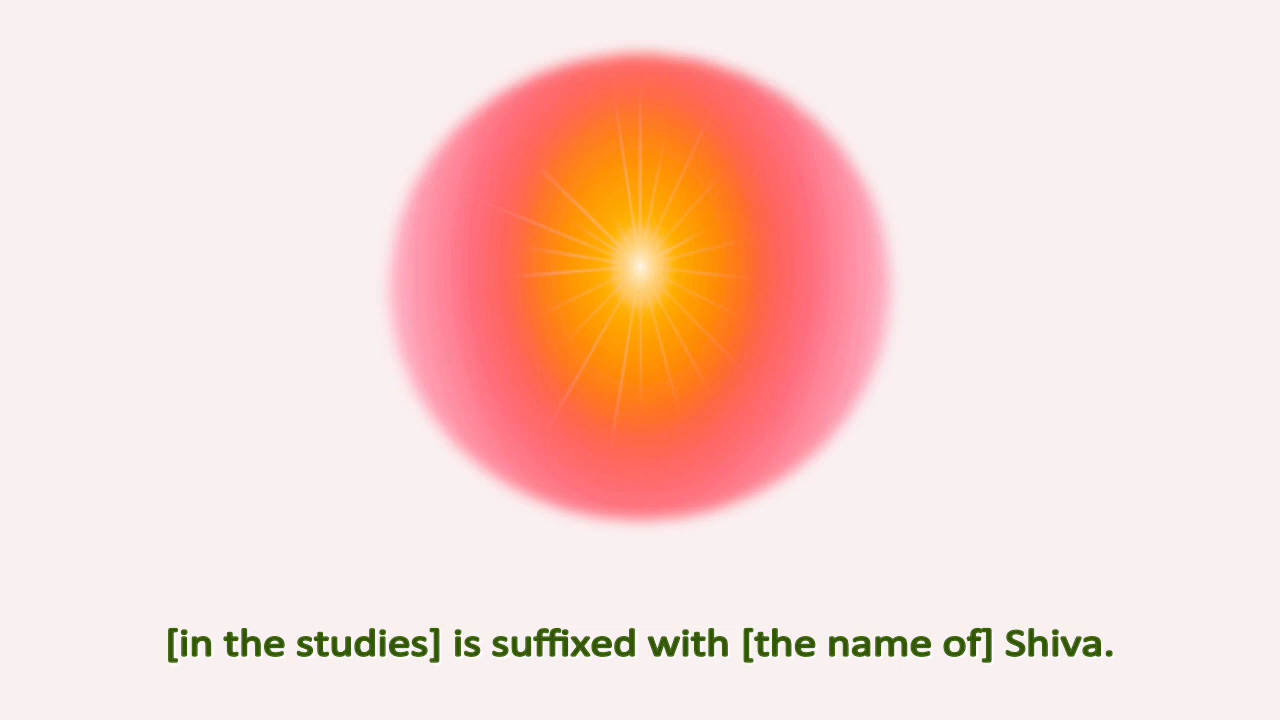 [in the studies] is suffixed with [the name of] Shiva.